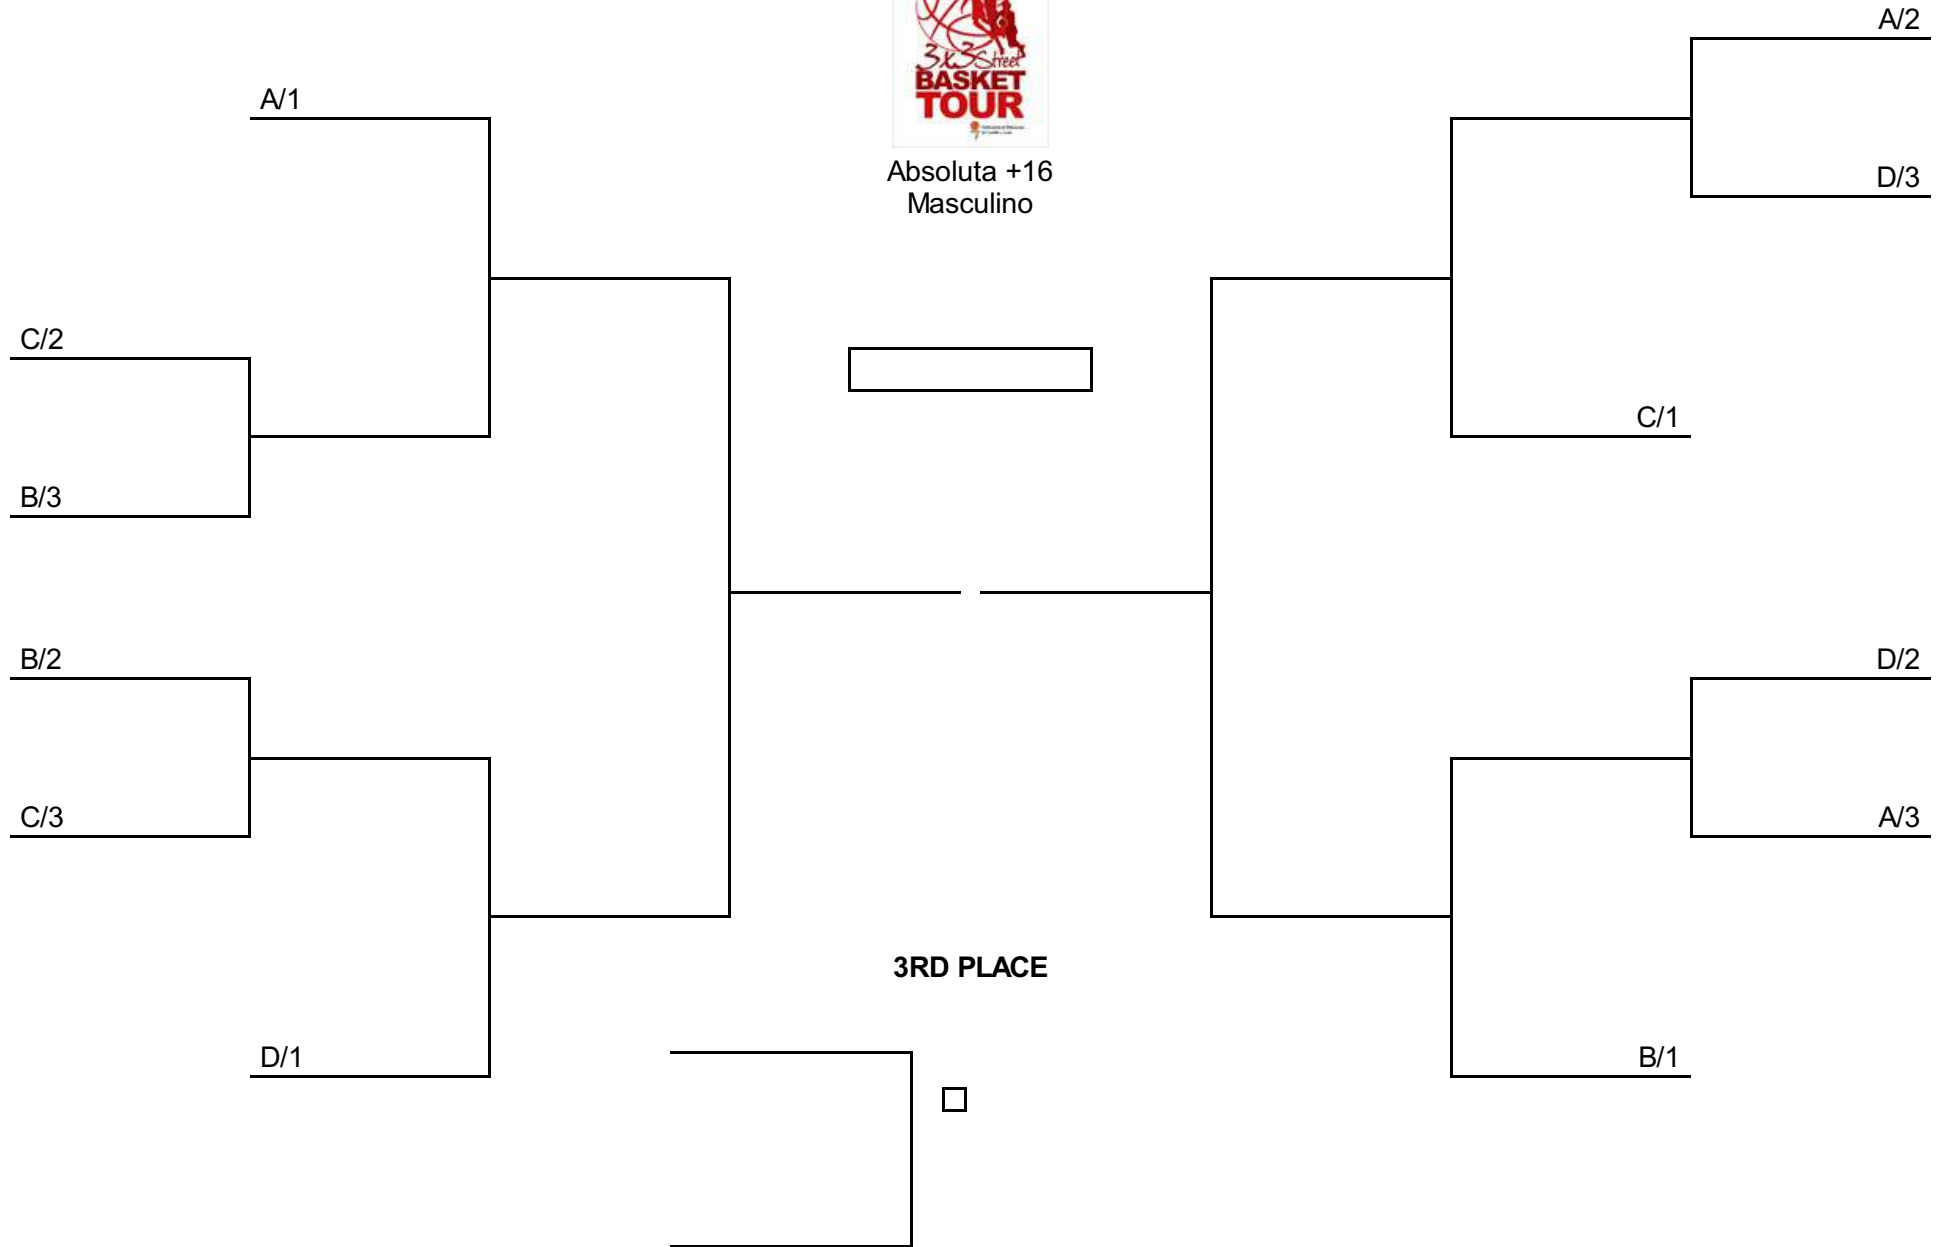 3x3 Street
BASKET
TOUR
Absoluta +16
Masculino
A/1
C/2
B/3
B/2
C/3
D/1
A/2
D/3
C/1
D/2
A/3
B/1
3RD PLACE